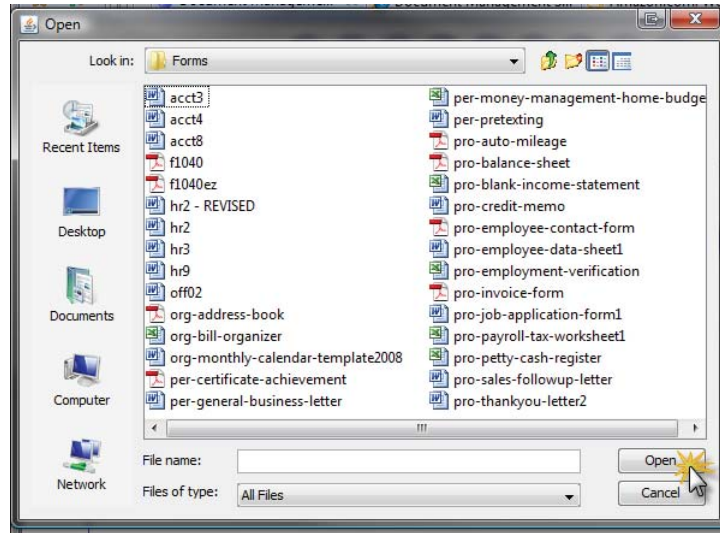 Open
Look in:
Forms
Recent Items
Desktop
Documents
Computer
Network
acct3
acct4
acct8
f1040
f1040ez
hr2 - REVISED
hr2
hr3
hr9
off02
org-address-book
org-bill-organizer
org-monthly-calendar-template2008
per-certificate-achievement
per-general-business-letter
per-money-management-home-budge
per-pretexting
pro-auto-mileage
pro-balance-sheet
pro-blank-income-statement
pro-credit-memo
pro-employee-contact-form
pro-employee-data-sheet1
pro-employment-verification
pro-invoice-form
pro-job-application-form1
pro-payroll-tax-worksheet1
pro-petty-cash-register
pro-sales-followup-letter
pro-thankyou-letter2
File name:
Open
Files of type:
All Files
Cancel